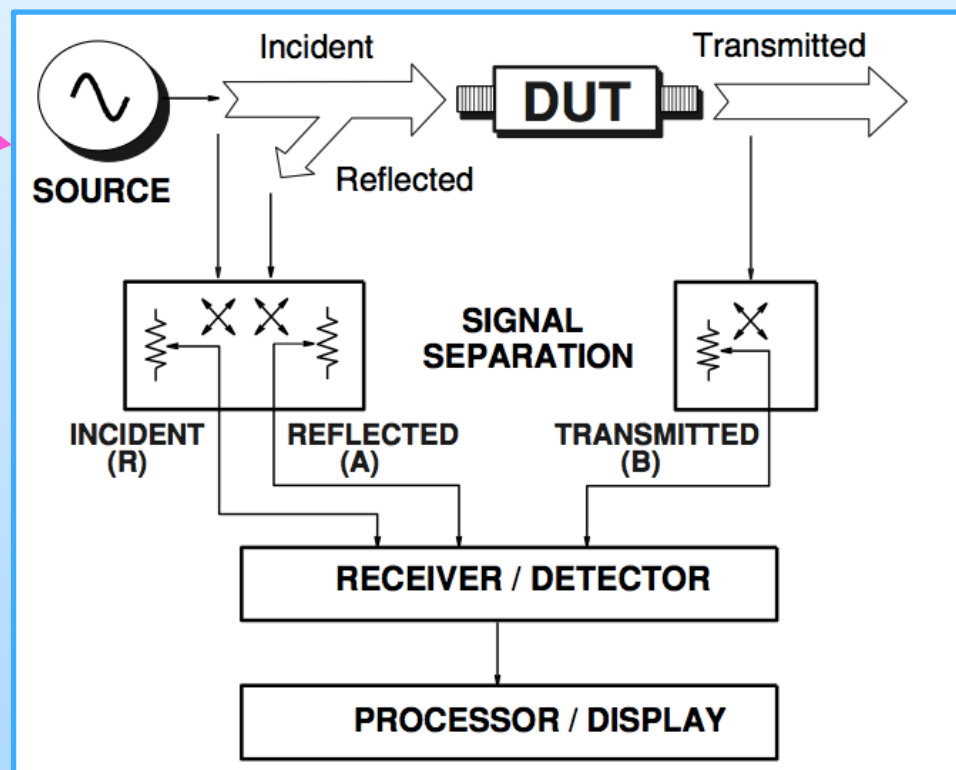 Incident
Transmitted
DUT
Reflected
SOURCE
SIGNAL
SEPARATION
INCIDENT
(R)
REFLECTED
(A)
TRANSMITTED
(B)
RECEIVER / DETECTOR
PROCESSOR / DISPLAY